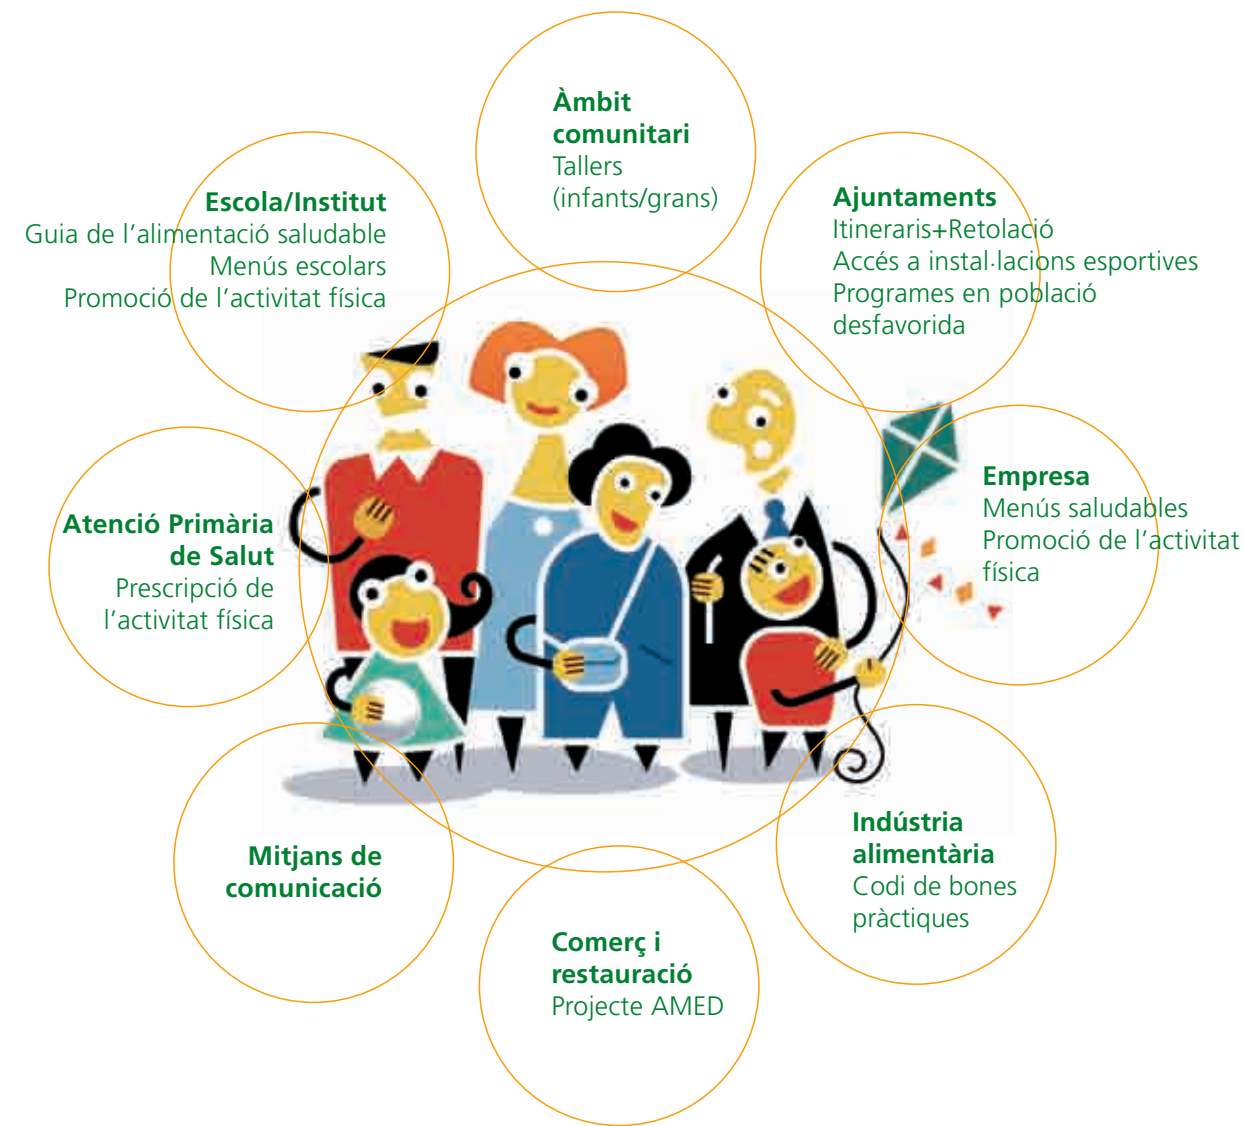 Àmbit
comunitari
Tallers
(infants/grans)
Escola/Institut
Guia de l’alimentació saludable
Menús escolars
Promoció de l’activitat física
Ajuntaments
Itineraris+Retolació
Accés a instal·lacions esportives
Programes en població
desfavorida
Atenció Primària
de Salut
Prescripció de
l’activitat física
Empresa
Menús saludables
Promoció de l’activitat
física
Mitjans de
comunicació
Indústria
alimentària
Codi de bones
pràctiques
Comerç i
restauració
Projecte AMED